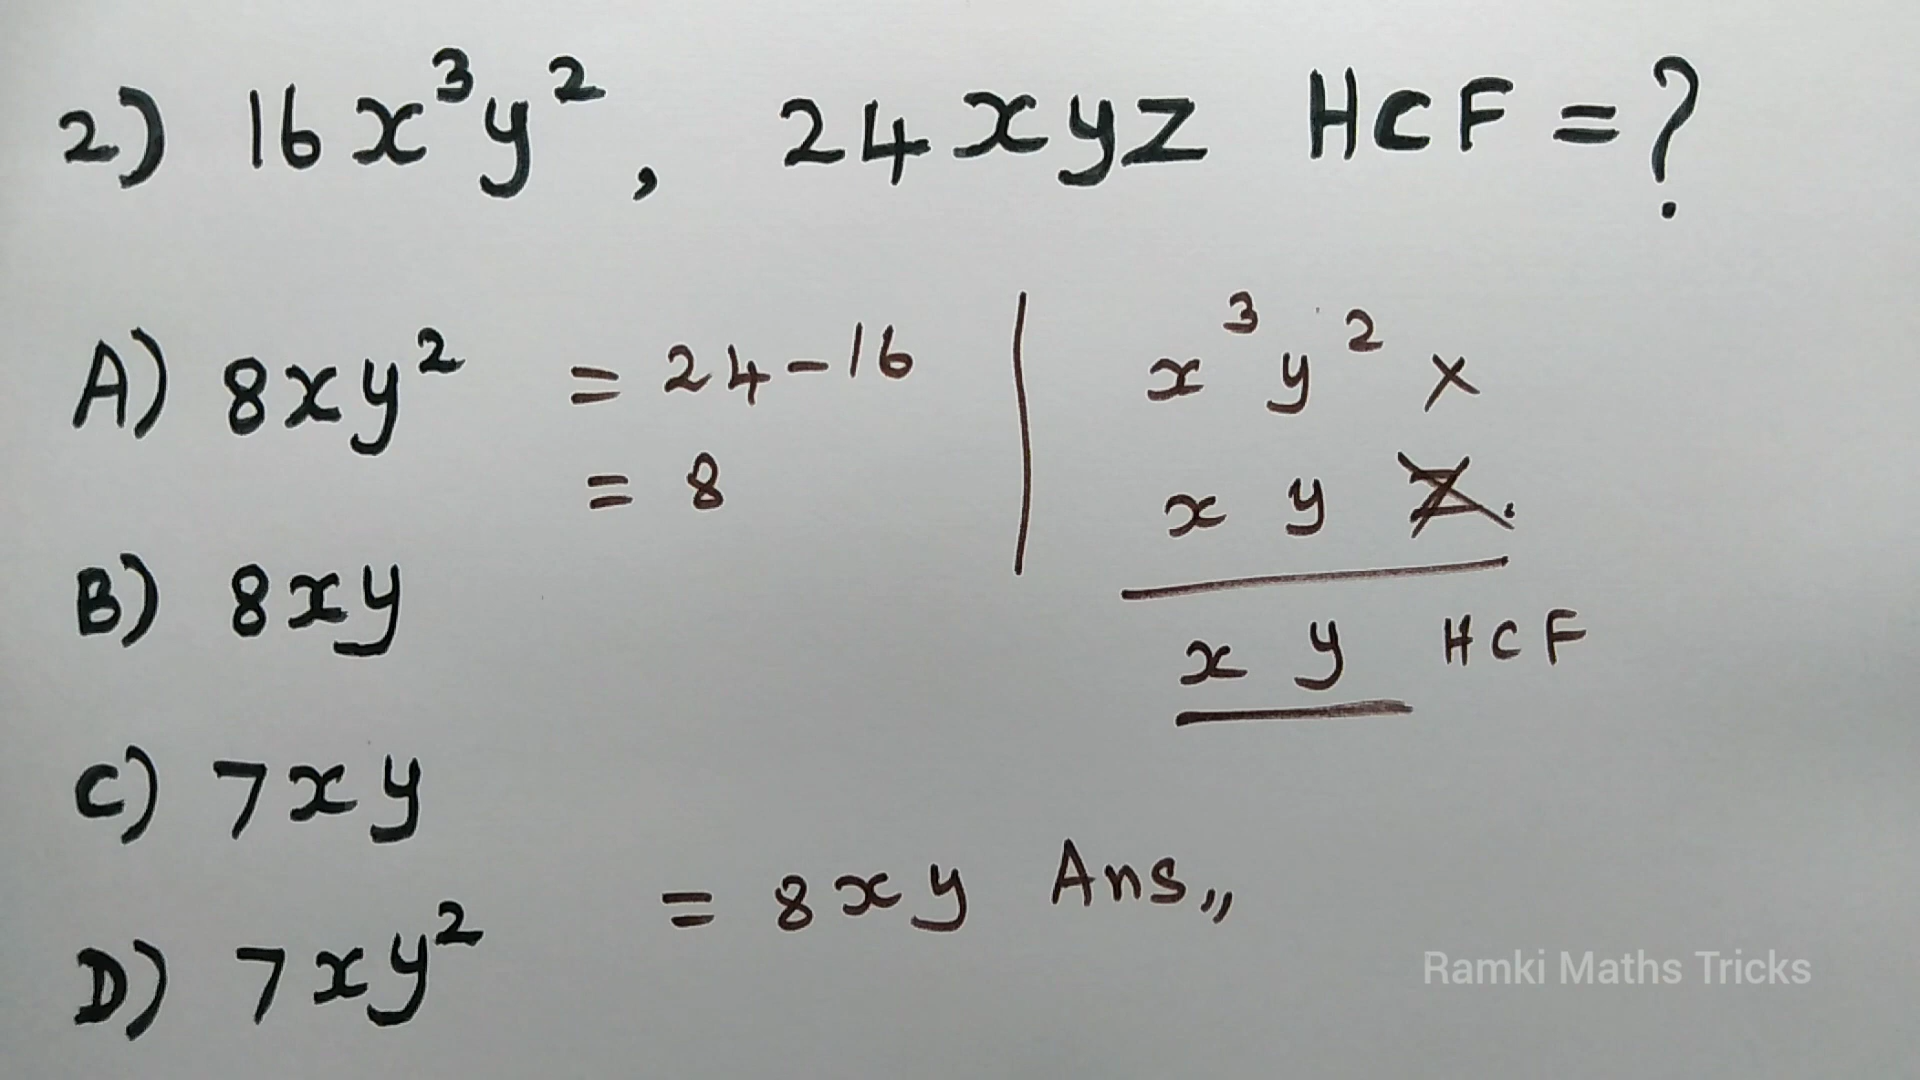 2) 16x³y², 24xyz HCF = ?
A) 8xy² = 24-16
= 8
B) 8xy
C) 7xy
D) 7xy²
x³ y² ×
x y z.
x y HCF
= 8xy Ans,,
Ramki Maths Tricks